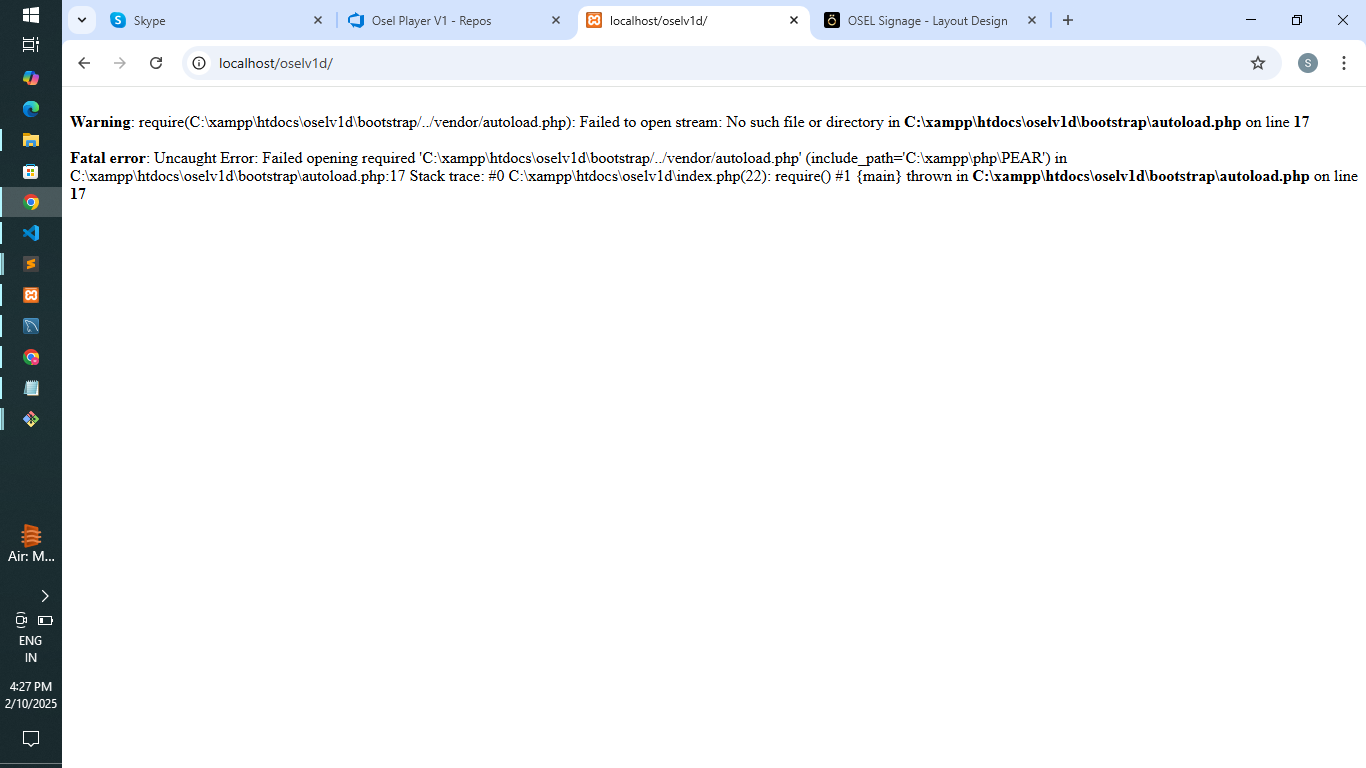 Skype
Osel Player V1 - Repos
localhost/oselv1d/
OSEL Signage - Layout Design
localhost/oselv1d/
S
Warning: require(C:\xampp\htdocs\oselv1d\bootstrap/../vendor/autoload.php): Failed to open stream: No such file or directory in C:\xampp\htdocs\oselv1d\bootstrap\autoload.php on line 17
Fatal error: Uncaught Error: Failed opening required 'C:\xampp\htdocs\oselv1d\bootstrap/../vendor/autoload.php' (include_path='C:\xampp\php\PEAR') in
C:\xampp\htdocs\oselv1d\bootstrap\autoload.php:17 Stack trace: #0 C:\xampp\htdocs\oselv1d\index.php(22): require() #1 {main} thrown in C:\xampp\htdocs\oselv1d\bootstrap\autoload.php on line
17
Air: M...
ENG
IN
4:27 PM
2/10/2025